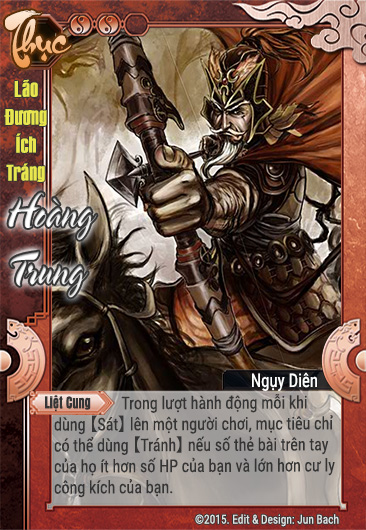 Thục
Lão
Đương
Ích
Tráng
Hoàng
Trung
Ngụy Diên
Liệt Cung
Trong lượt hành động mỗi khi
dùng【Sát】lên một người chơi, mục tiêu chỉ
có thể dùng【Tránh】nếu số thẻ bài trên tay
của họ ít hơn số HP của bạn và lớn hơn cự ly
công kích của bạn.
©2015. Edit & Design: Jun Bach